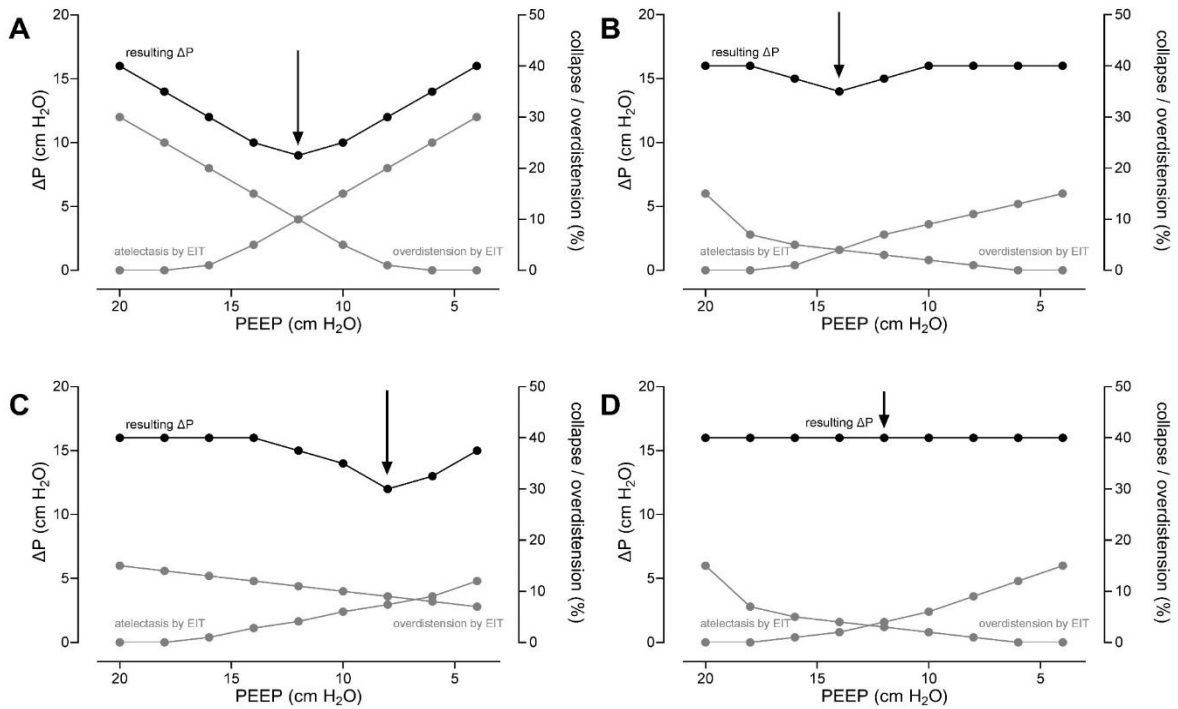 A
B
20
15
10
5
0
ΔP (cm H₂O)
resulting ΔP
atelectasis by EIT
overdistension by EIT
50
40
30
20
10
0
collapse / overdistension (%)
20
15
10
5
PEEP (cm H₂O)
20
15
10
5
0
ΔP (cm H₂O)
resulting ΔP
atelectasis by EIT
overdistension by EIT
50
40
30
20
10
0
collapse / overdistension (%)
20
15
10
5
PEEP (cm H₂O)
C
D
20
15
10
5
0
ΔP (cm H₂O)
resulting ΔP
atelectasis by EIT
overdistension by EIT
50
40
30
20
10
0
collapse / overdistension (%)
20
15
10
5
PEEP (cm H₂O)
20
15
10
5
0
ΔP (cm H₂O)
resulting ΔP
atelectasis by EIT
overdistension by EIT
50
40
30
20
10
0
collapse / overdistension (%)
20
15
10
5
PEEP (cm H₂O)